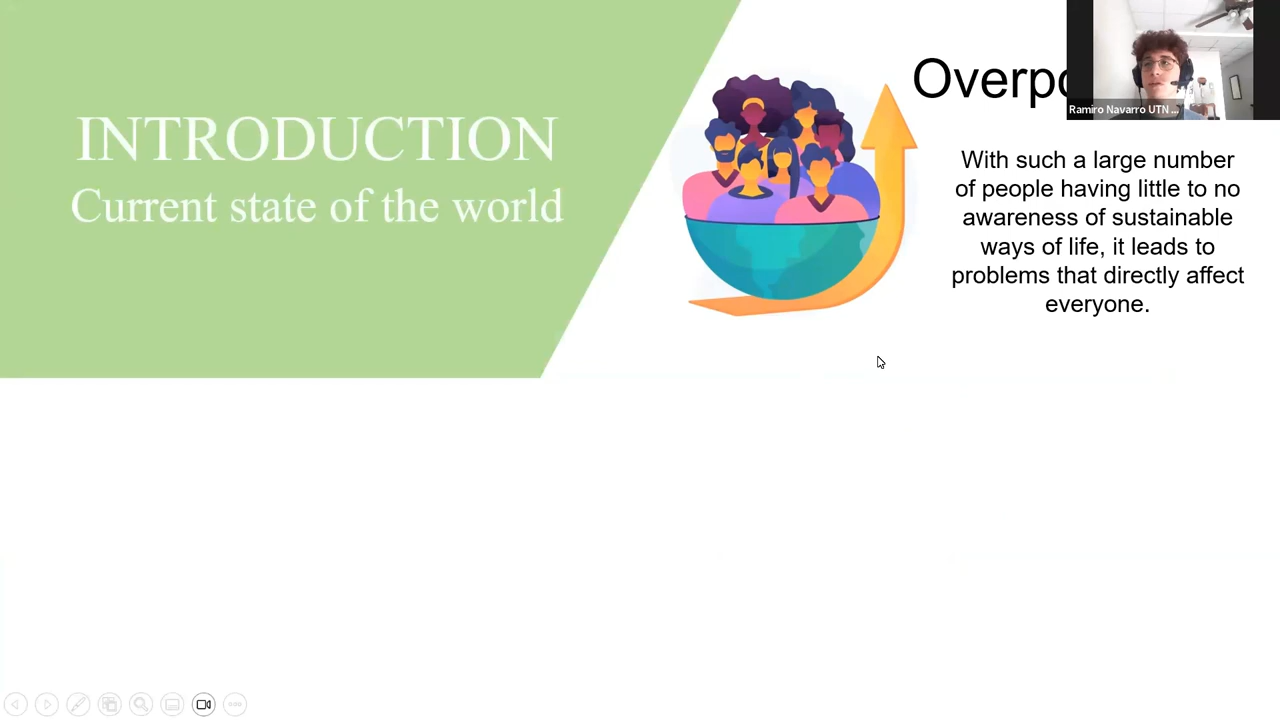 INTRODUCTION
Current state of the world
Ramiro Navarro UTN ...
With such a large number
of people having little to no
awareness of sustainable
ways of life, it leads to
problems that directly affect
everyone.